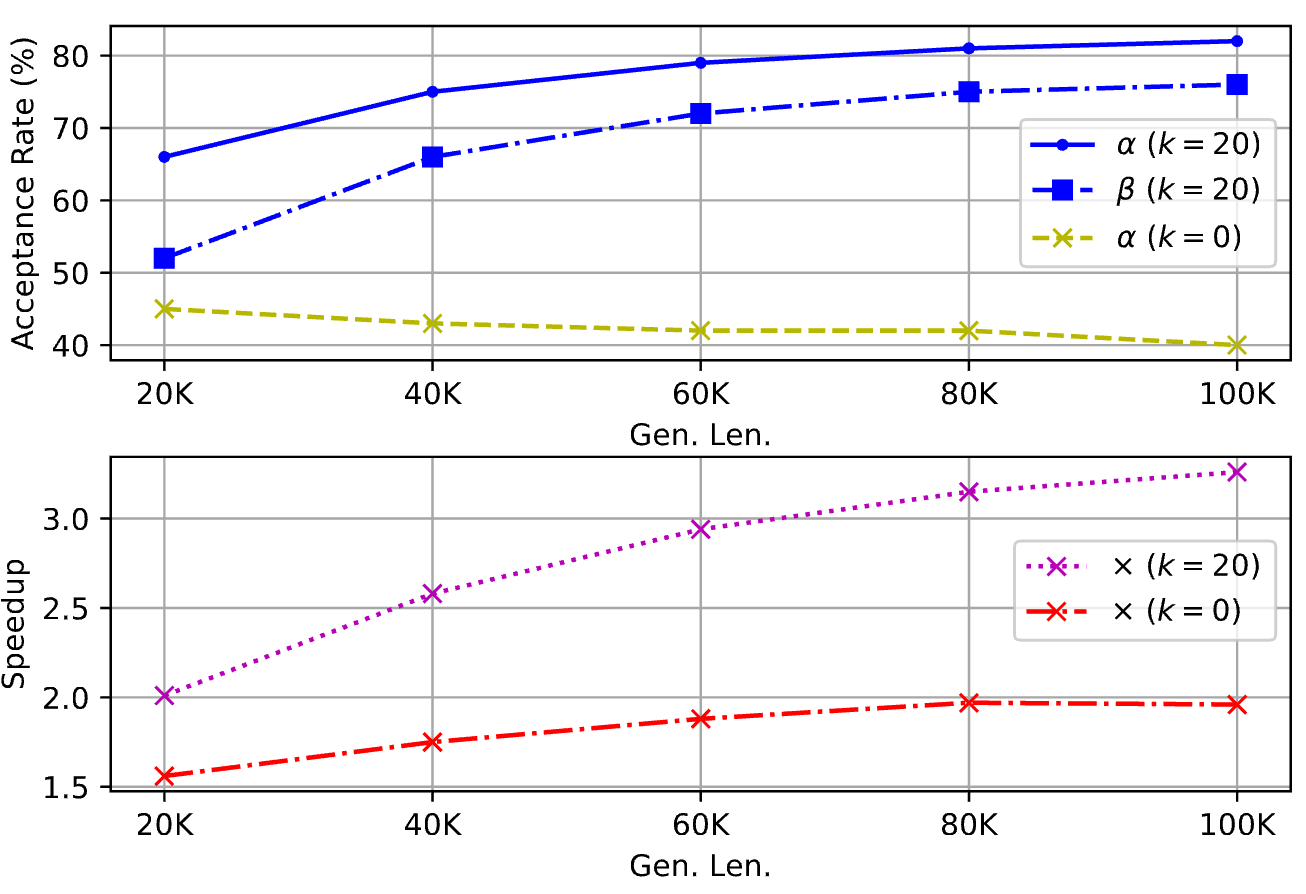 Acceptance Rate (%)
80
70
60
50
40
α (k = 20)
β (k = 20)
α (k = 0)
20K 40K 60K 80K 100K
Gen. Len.
Speedup
3.0
2.5
2.0
1.5
× (k = 20)
× (k = 0)
20K 40K 60K 80K 100K
Gen. Len.